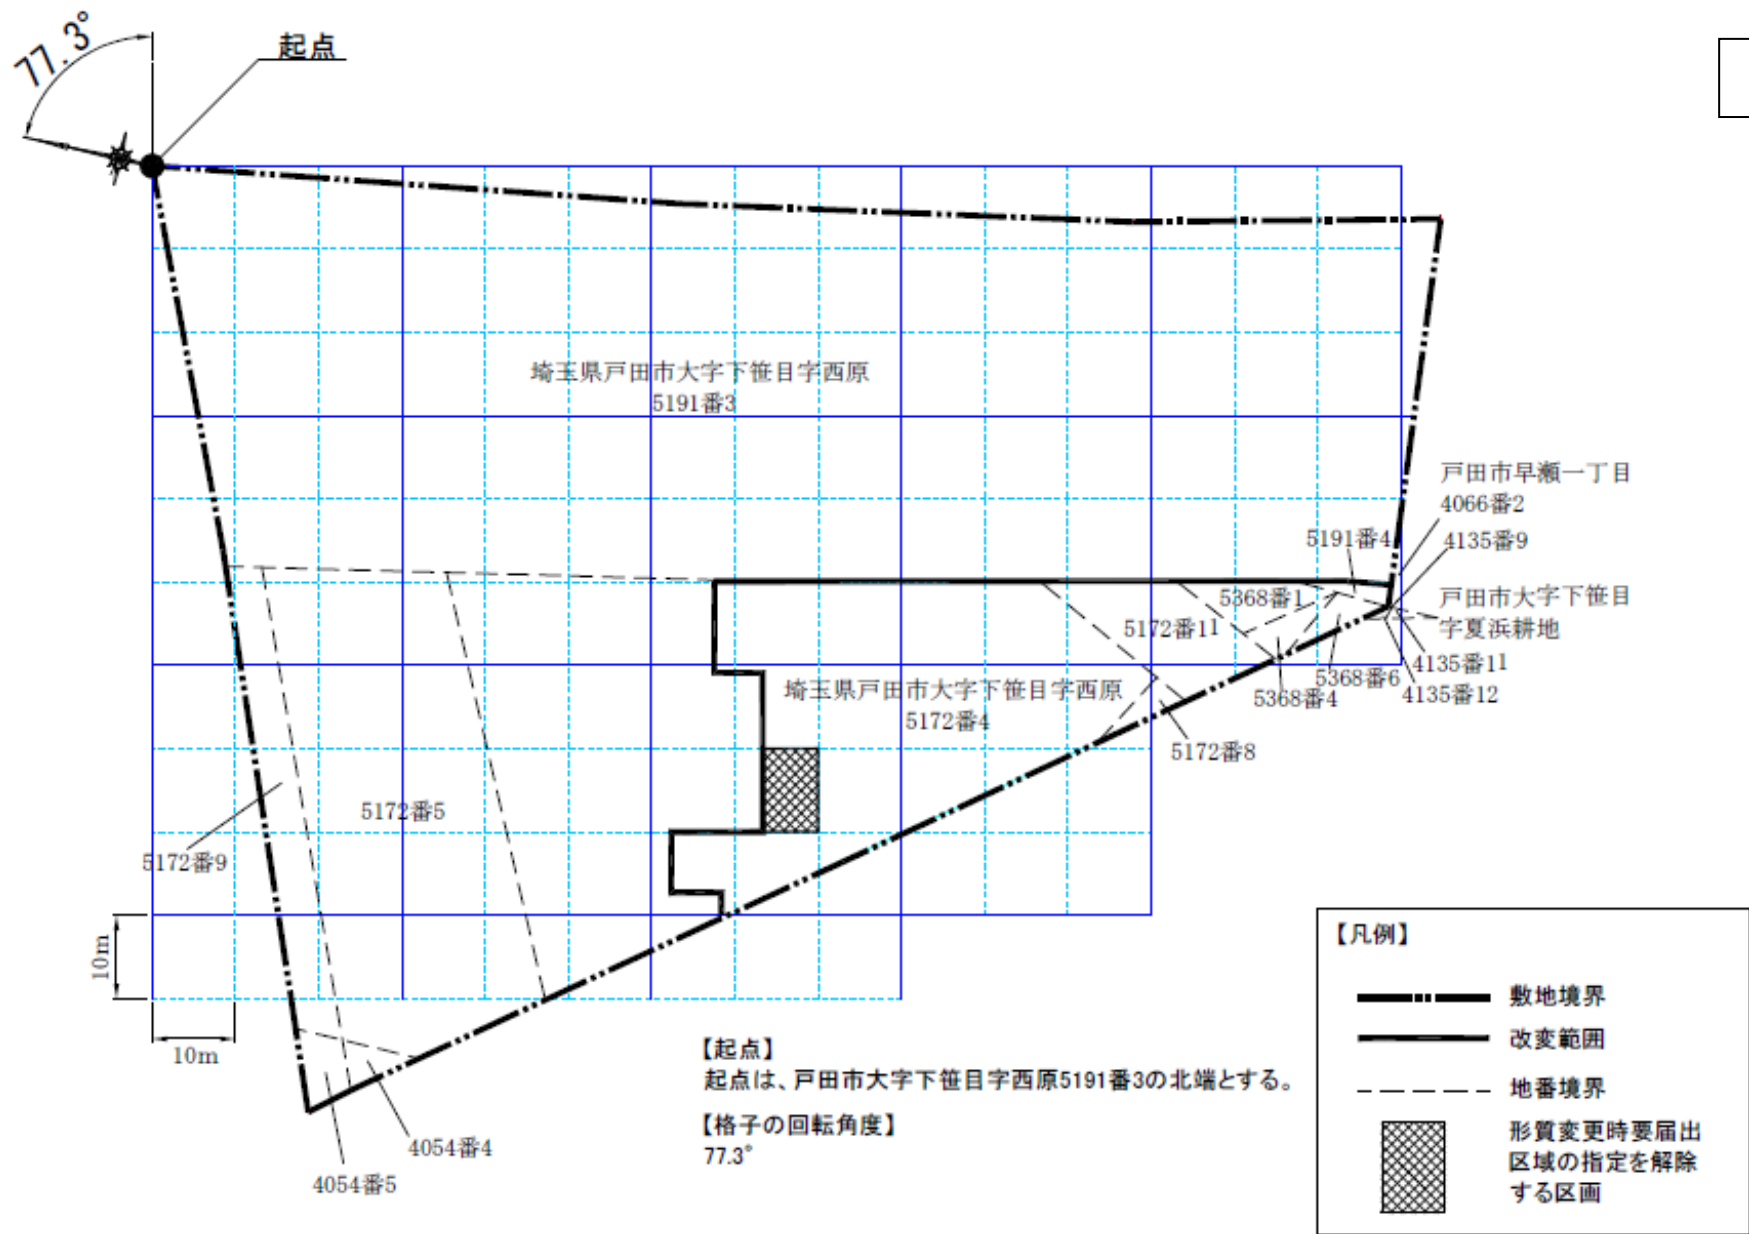 77.3°
起点
埼玉県戸田市大字下笹目字西原
5191番3
戸田市早瀬一丁目
4066番2
5191番4
4135番9
5368番1
戸田市大字下笹目
字夏浜耕地
5172番11
4135番11
5368番6
4135番12
5368番4
埼玉県戸田市大字下笹目字西原
5172番4
5172番8
5172番5
5172番9
10m
10m
4054番4
4054番5
【起点】
起点は、戸田市大字下笹目字西原5191番3の北端とする。
【格子の回転角度】
77.3°
【凡例】
敷地境界
改変範囲
地番境界
形質変更時要届出
区域の指定を解除
する区画